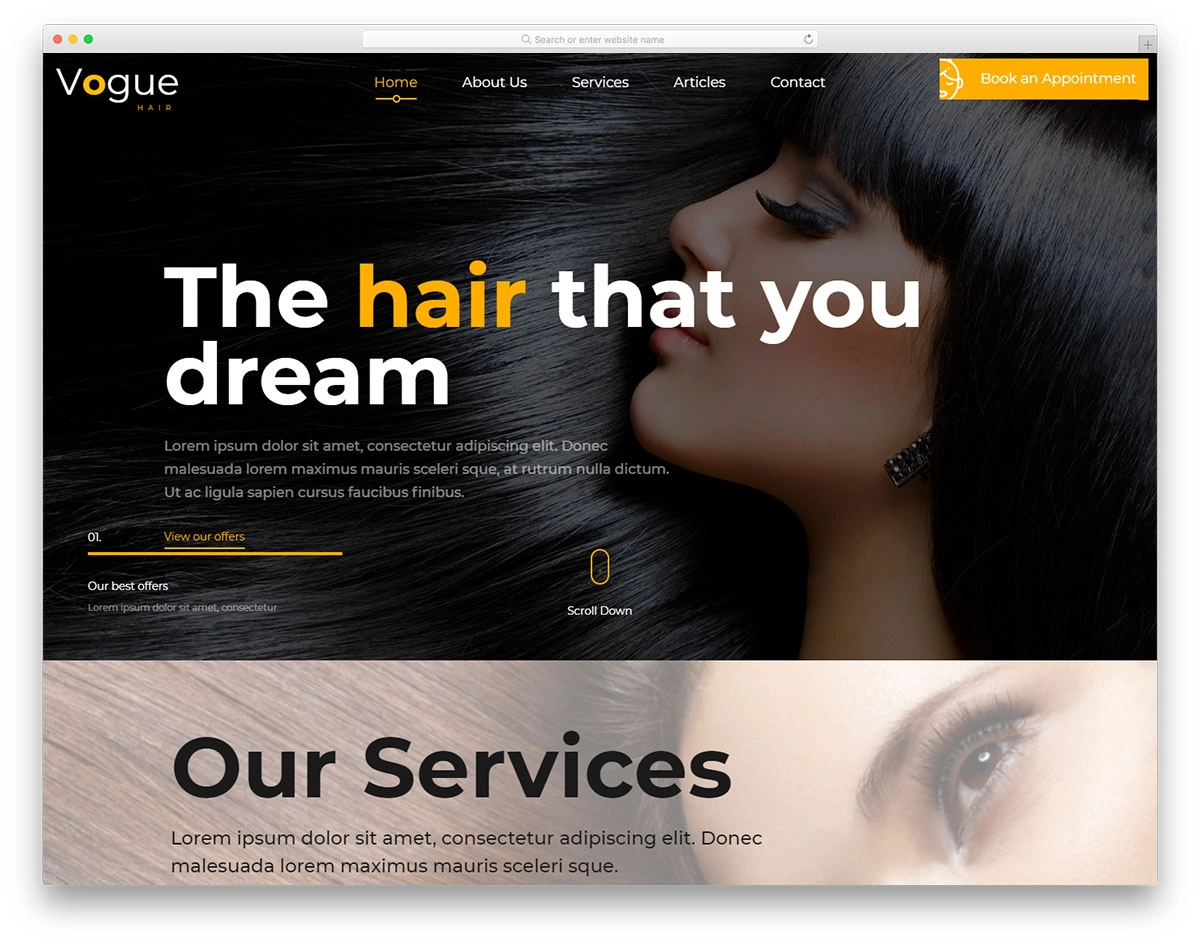 Search or enter website name
Vogue
HAIR
Home
About Us
Services
Articles
Contact
Book an Appointment
The hair that you
dream
Lorem ipsum dolor sit amet, consectetur adipiscing elit. Donec
malesuada lorem maximus mauris sceleri sque, at rutrum nulla dictum.
Ut ac ligula sapien cursus faucibus finibus.
01.
View our offers
Our best offers
Lorem ipsum dolor sit amet, consectetur
Scroll Down
Our Services
Lorem ipsum dolor sit amet, consectetur adipiscing elit. Donec
malesuada lorem maximus mauris sceleri sque.